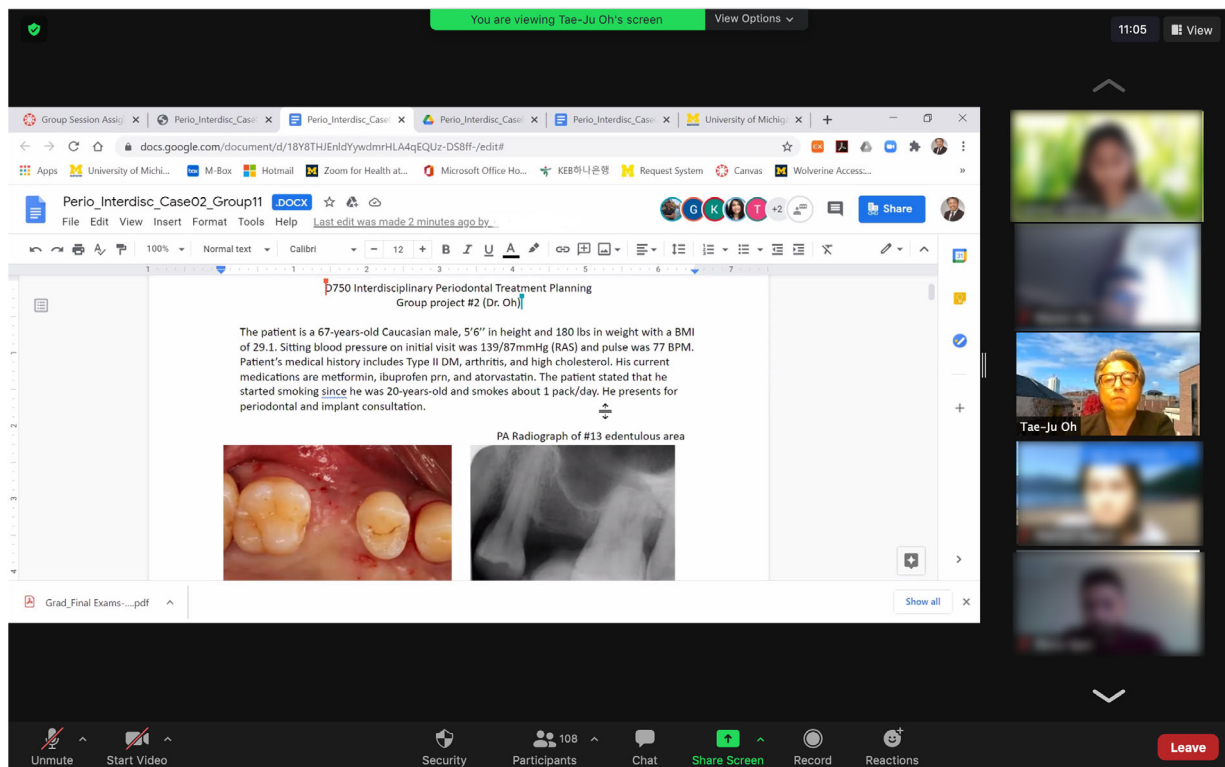 You are viewing Tae-Ju Oh's screen
View Options
11:05
View
Group Session Assig
Perio_Interdisc_Case
Perio_Interdisc_Case
Perio_Interdisc_Case
Perio_Interdisc_Case
University of Michig
docs.google.com/document/d/18Y8THJEnIdYywdmrHLA4qEQUz-DS8ff-/edit#
Apps
University of Michi...
M-Box
Hotmail
Zoom for Health at...
Microsoft Office Ho...
KEB하나은행
Request System
Canvas
Wolverine Access:...
Perio_Interdisc_Case02_Group11 .DOCX
G
K
T
+2
Share
File Edit View Insert Format Tools Help Last edit was made 2 minutes ago by
100% Normal text Calibri - 12 + B I U A
1 1 2 3 4 5 6 7
D750 Interdisciplinary Periodontal Treatment Planning
Group project #2 (Dr. Oh)
The patient is a 67-years-old Caucasian male, 5'6'' in height and 180 lbs in weight with a BMI
of 29.1. Sitting blood pressure on initial visit was 139/87mmHg (RAS) and pulse was 77 BPM.
Patient's medical history includes Type II DM, arthritis, and high cholesterol. His current
medications are metformin, ibuprofen prn, and atorvastatin. The patient stated that he
started smoking since he was 20-years-old and smokes about 1 pack/day. He presents for
periodontal and implant consultation.
PA Radiograph of #13 edentulous area
Tae-Ju Oh
Grad_Final Exams-....pdf
Show all
Unmute
Start Video
Security
Participants
108
Chat
Share Screen
Record
Reactions
Leave